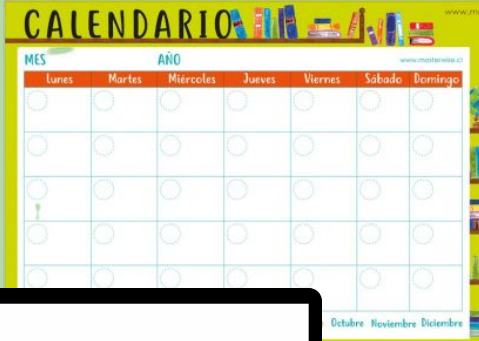 CALENDARIO
MES AÑO www.masterwise.cl
Lunes Martes Miércoles Jueves Viernes Sábado Domingo
Octubre Noviembre Diciembre